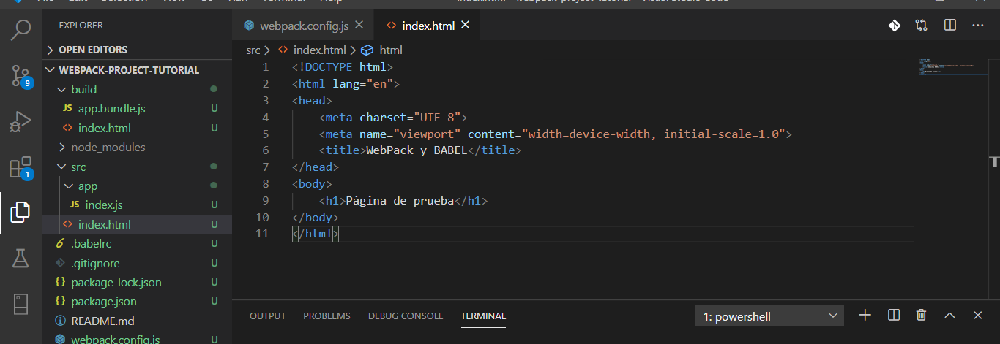 EXPLORER
webpack.config.js
index.html
OPEN EDITORS
WEBPACK-PROJECT-TUTORIAL
build
JS app.bundle.js U
<> index.html U
node_modules
src
app
JS index.js U
<> index.html U
.babelrc U
.gitignore U
{} package-lock.json U
{} package.json U
README.md
webpack.config.js U
9
1
src > <> index.html > html
1 <!DOCTYPE html>
2 <html lang="en">
3 <head>
4 <meta charset="UTF-8">
5 <meta name="viewport" content="width=device-width, initial-scale=1.0">
6 <title>WebPack y BABEL</title>
7 </head>
8 <body>
9 <h1>Página de prueba</h1>
10 </body>
11 </html>
OUTPUT PROBLEMS DEBUG CONSOLE TERMINAL
1: powershell